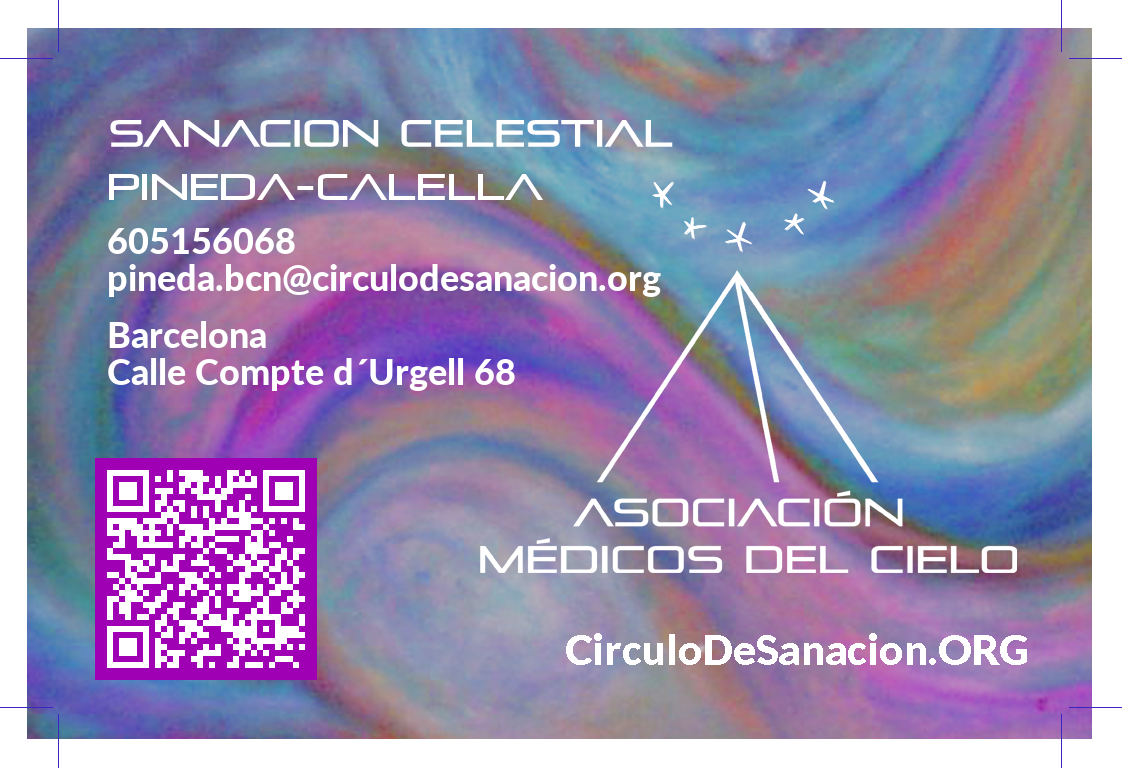 SANACION CELESTIAL
PINEDA-CALELLA
605156068
pineda.bcn@circulodesanacion.org
Barcelona
Calle Compte d´Urgell 68
ASOCIACIÓN
MÉDICOS DEL CIELO
CirculoDeSanacion.ORG